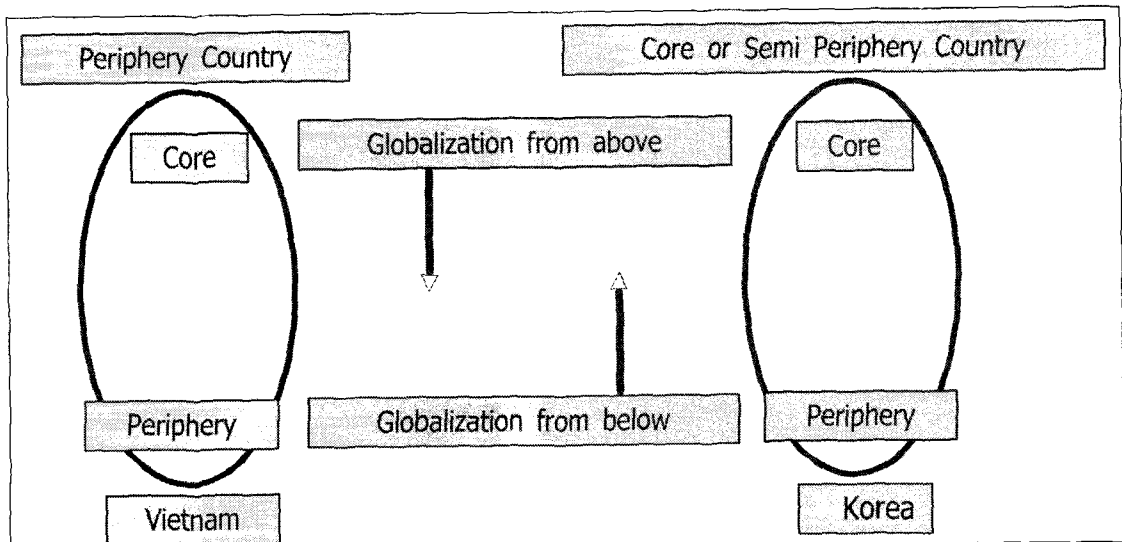 Periphery Country
Core or Semi Periphery Country
Core
Globalization from above
Core
Periphery
Globalization from below
Periphery
Vietnam
Korea